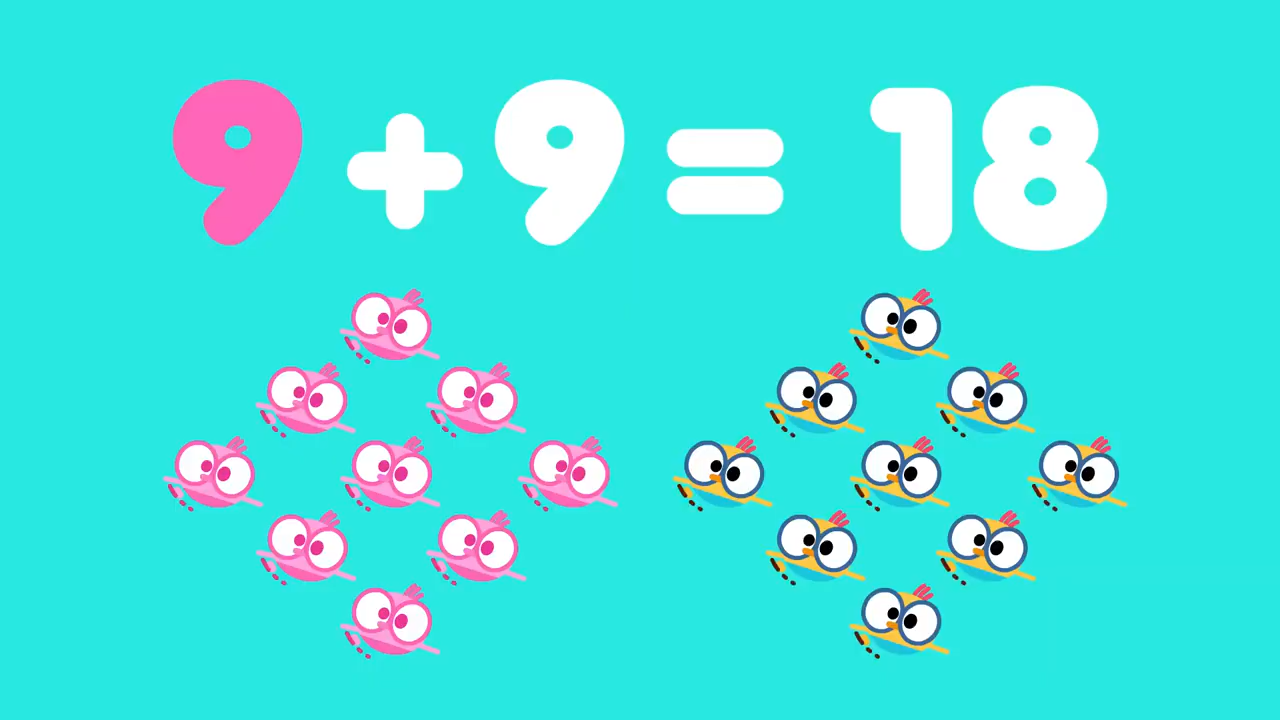 9 + 9 = 18